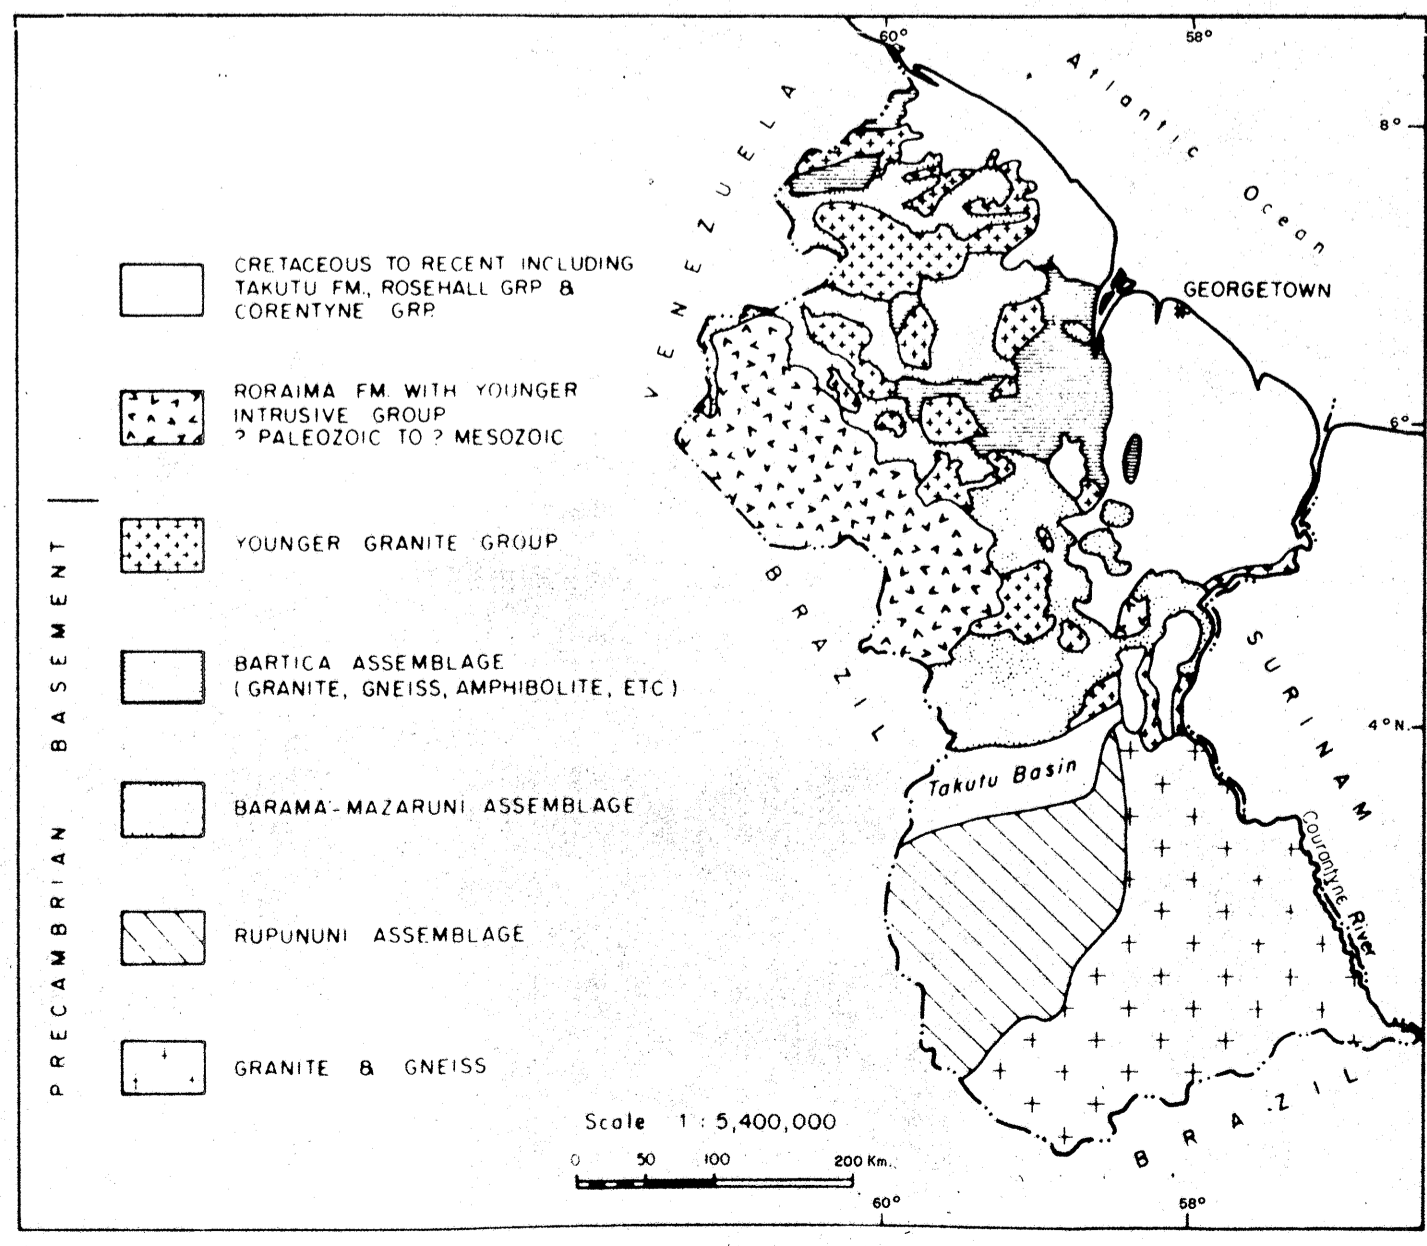 60°
58°
Atlantic Ocean
8°
VENEZUELA
CRETACEOUS TO RECENT INCLUDING
TAKUTU FM., ROSEHALL GRP &
CORENTYNE GRP.
GEORGETOWN
RORAIMA FM. WITH YOUNGER
INTRUSIVE GROUP
? PALEOZOIC TO ? MESOZOIC
6°
PRECAMBRIAN BASEMENT
YOUNGER GRANITE GROUP
BRAZIL
SURINAM
BARTICA ASSEMBLAGE
(GRANITE, GNEISS, AMPHIBOLITE, ETC)
4°N.
Takutu Basin
BARAMA-MAZARUNI ASSEMBLAGE
Courantyne River
RUPUNUNI ASSEMBLAGE
GRANITE & GNEISS
BRAZIL
Scale 1 : 5,400,000
0 50 100 200 Km.
60°
58°